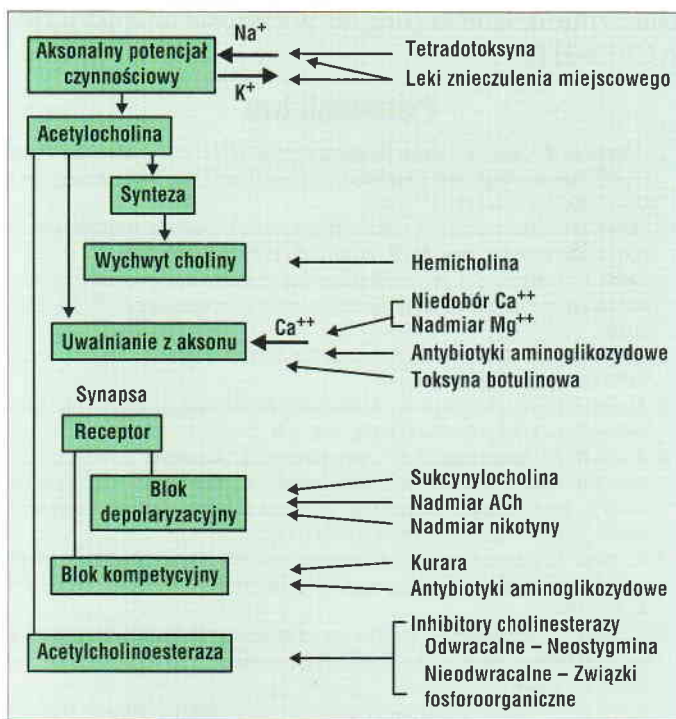 Aksonalny potencjał
czynnościowy
Na⁺
K⁺
Tetradotoksyna
Leki znieczulenia miejscowego
Acetylocholina
Synteza
Wychwyt choliny
Hemicholina
Uwalnianie z aksonu
Ca⁺⁺
Niedobór Ca⁺⁺
Nadmiar Mg⁺⁺
Antybiotyki aminoglikozydowe
Toksyna botulinowa
Synapsa
Receptor
Blok
depolaryzacyjny
Sukcynylocholina
Nadmiar ACh
Nadmiar nikotyny
Blok kompetycyjny
Kurara
Antybiotyki aminoglikozydowe
Acetylcholinoesteraza
Inhibitory cholinesterazy
Odwracalne – Neostygmina
Nieodwracalne – Związki
fosforoorganiczne